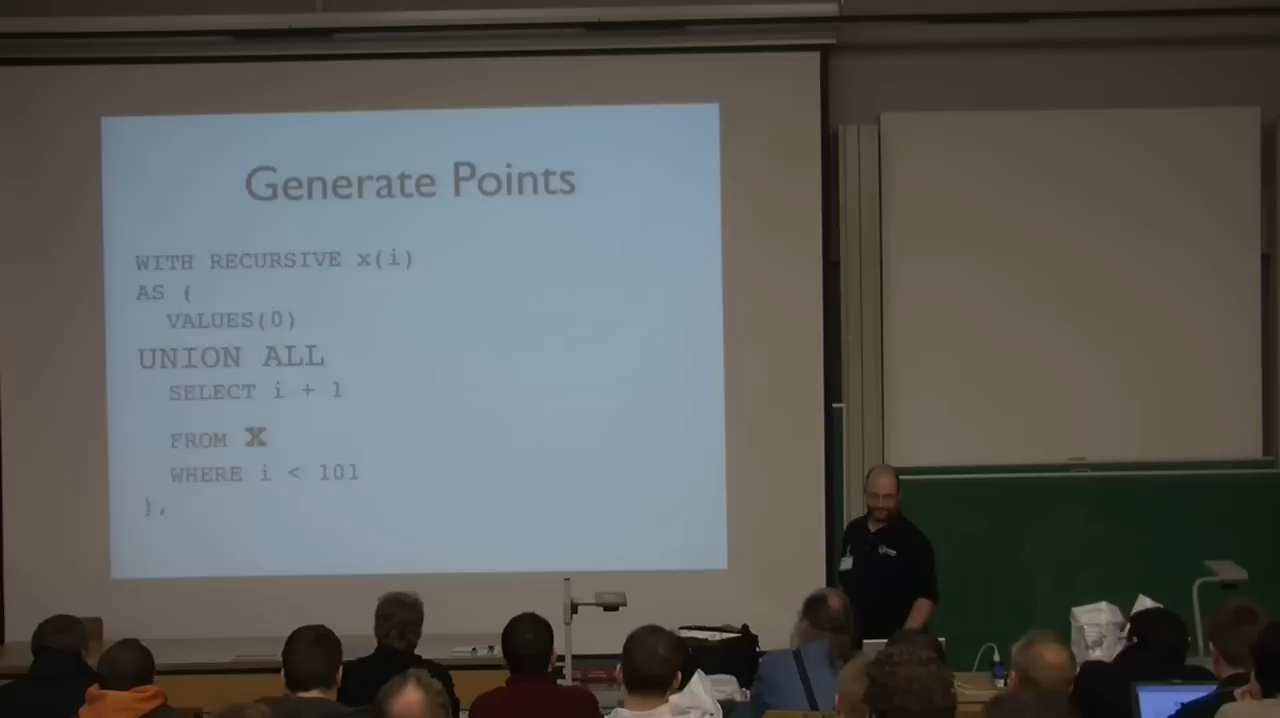 Generate Points
WITH RECURSIVE x(i)
AS (
VALUES(0)
UNION ALL
SELECT i + 1
FROM x
WHERE i < 101
),